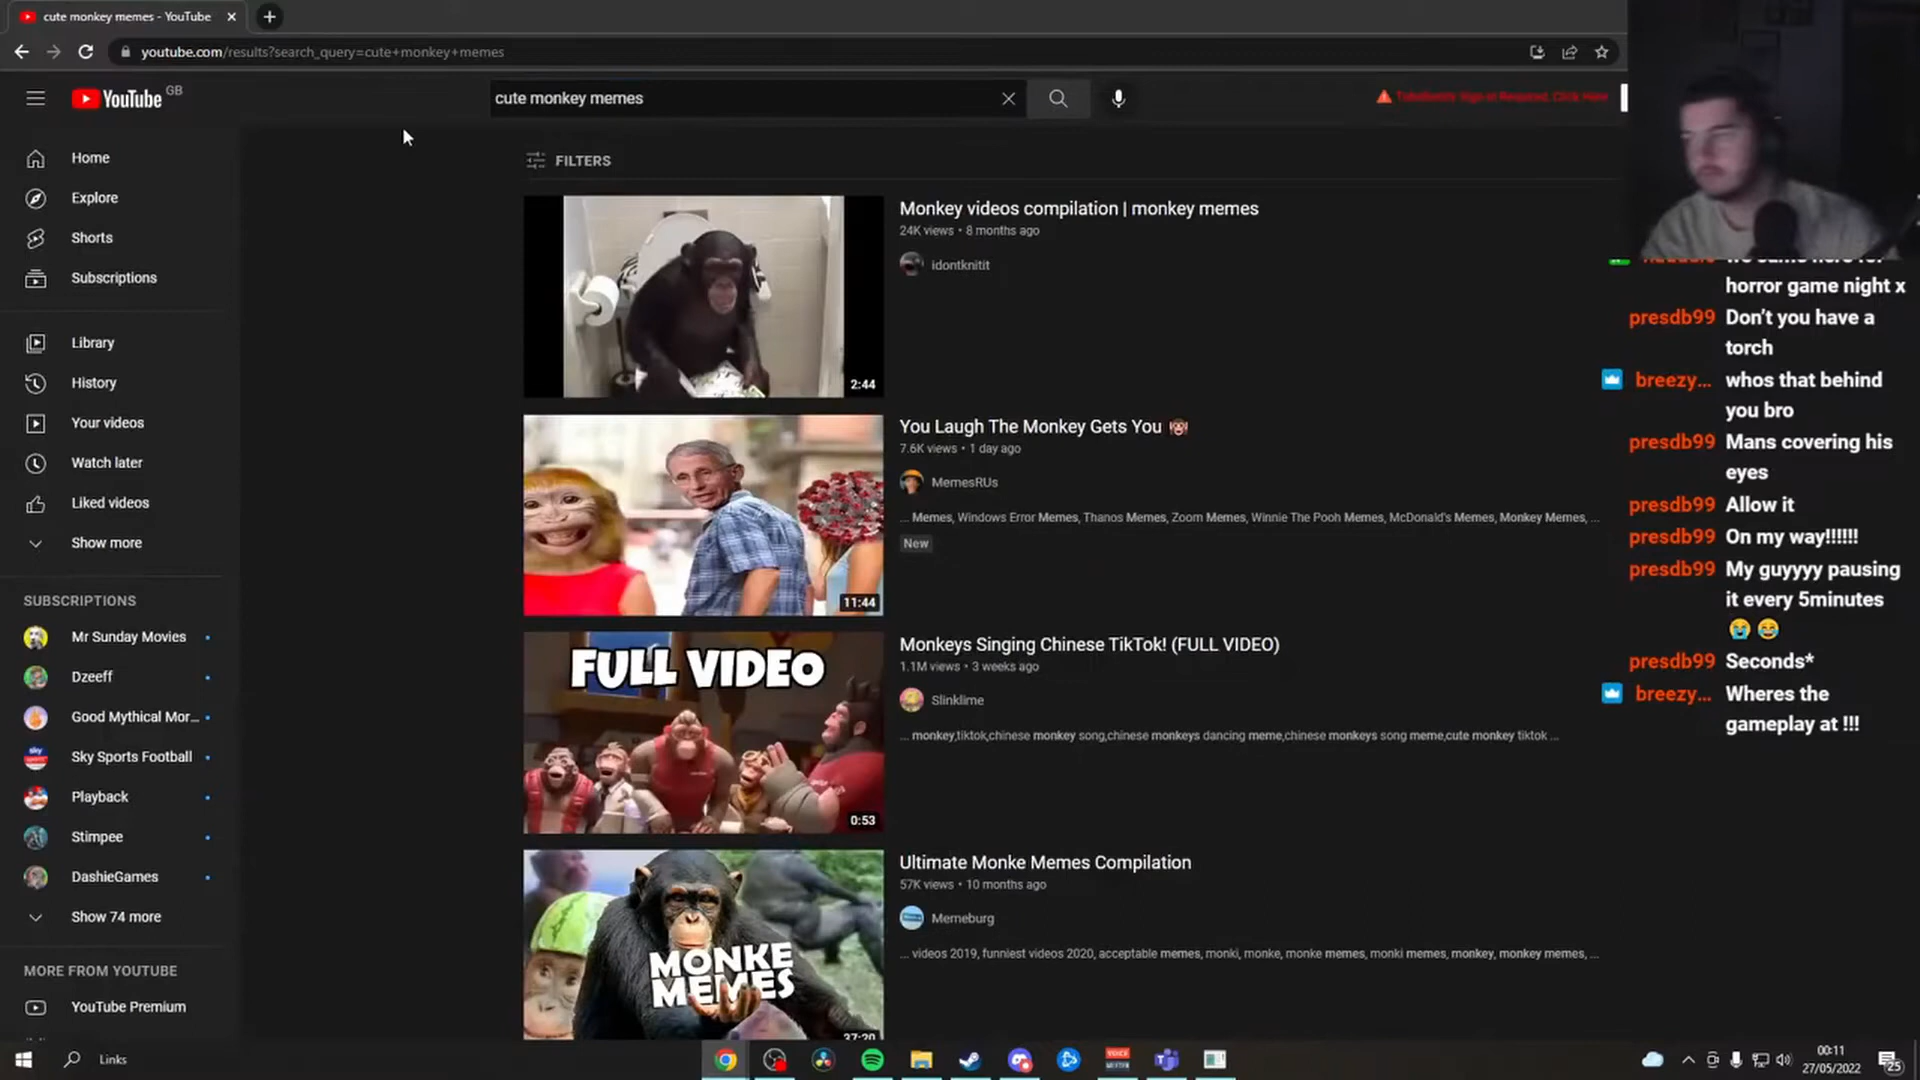 cute monkey memes - YouTube
youtube.com/results?search_query=cute+monkey+memes
YouTube GB
cute monkey memes
FILTERS
Home
Explore
Shorts
Subscriptions
Library
History
Your videos
Watch later
Liked videos
Show more
SUBSCRIPTIONS
Mr Sunday Movies
Dzeeff
Good Mythical Mor...
Sky Sports Football
Playback
Stimpee
DashieGames
Show 74 more
MORE FROM YOUTUBE
YouTube Premium
2:44
Monkey videos compilation | monkey memes
24K views • 8 months ago
idontknitit
11:44
You Laugh The Monkey Gets You 🙉
7.6K views • 1 day ago
MemesRUs
... Memes, Windows Error Memes, Thanos Memes, Zoom Memes, Winnie The Pooh Memes, McDonald's Memes, Monkey Memes, ...
New
FULL VIDEO
0:53
Monkeys Singing Chinese TikTok! (FULL VIDEO)
1.1M views • 3 weeks ago
Slinklime
... monkey,tiktok,chinese monkey song,chinese monkeys dancing meme,chinese monkeys song meme,cute monkey tiktok ...
MONKE
MEMES
37:20
Ultimate Monke Memes Compilation
57K views • 10 months ago
Memeburg
... videos 2019, funniest videos 2020, acceptable memes, monki, monke, monke memes, monki memes, monkey, monkey memes, ...
horror game night x
presdb99 Don't you have a
torch
breezy... whos that behind
you bro
presdb99 Mans covering his
eyes
presdb99 Allow it
presdb99 On my way!!!!!!
presdb99 My guyyyy pausing
it every 5minutes
😭 😂
presdb99 Seconds*
breezy... Wheres the
gameplay at !!!
Links
00:11
27/05/2022
25